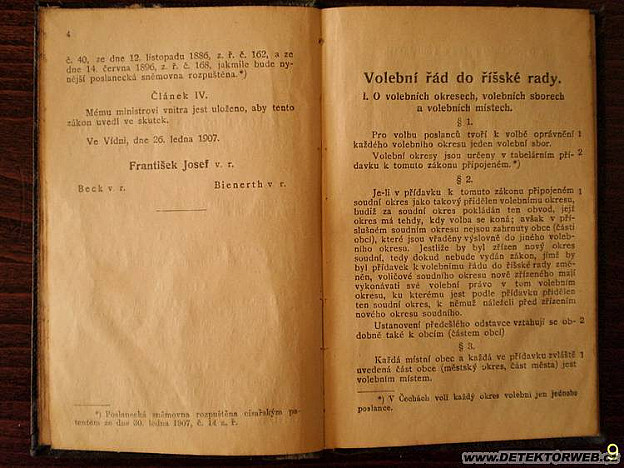 4
č. 40, ze dne 12. listopadu 1886, z. ř. č. 162, a ze
dne 14. června 1896, z. ř. č. 168, jakmile bude ny-
nější poslanecká sněmovna rozpuštěna.*)
Článek IV.
Mému ministrovi vnitra jest uloženo, aby tento
zákon uvedl ve skutek.
Ve Vídni, dne 26. ledna 1907.
František Josef v. r.
Beck v. r. Bienerth v. r.
*) Poslanecká sněmovna rozpuštěna císařským pa-
tentem ze dne 30. ledna 1907, č. 14 z. ř.
Volební řád do říšské rady.
I. O volebních okresech, volebních sborech
a volebních místech.
§ 1.
Pro volbu poslanců tvoří k volbě oprávnění 1
každého volebního okresu jeden volební sbor.
Volební okresy jsou určeny v tabelárním pří- 2
davku k tomuto zákonu připojeném.*)
§ 2.
Je-li v přídavku k tomuto zákonu připojeném 1
soudní okres jako takový přidělen volebnímu okresu,
budiž za soudní okres pokládán ten obvod, jejž
okres má tehdy, kdy volba se koná; avšak v pří-
slušném soudním okresu nejsou zahrnuty obce (části
obcí), které jsou vřaděny výslovně do jiného voleb-
ního okresu. Jestliže by byl zřízen nový okres
soudní, tedy dokud nebude vydán zákon, jímž by
byl přídavek k volebnímu řádu do říšské rady změ-
něn, voličové soudního okresu nově zřízeného mají
vykonávati své volební právo v tom volebním
okresu, ku kterému jest podle přídavku přidělen
ten soudní okres, k němuž náleželi před zřízením
nového okresu soudního.
Ustanovení předešlého odstavce vztahují se ob- 2
dobně také k obcím (částem obcí)
§ 3.
Každá místní obec a každá ve přídavku zvláště 1
uvedená část obce (městský okres, část města) jest
volebním místem.
*) V Čechách volí každý okres volební jen jednoho
poslance.
9
WWW.DETEKTORWEB.CZ